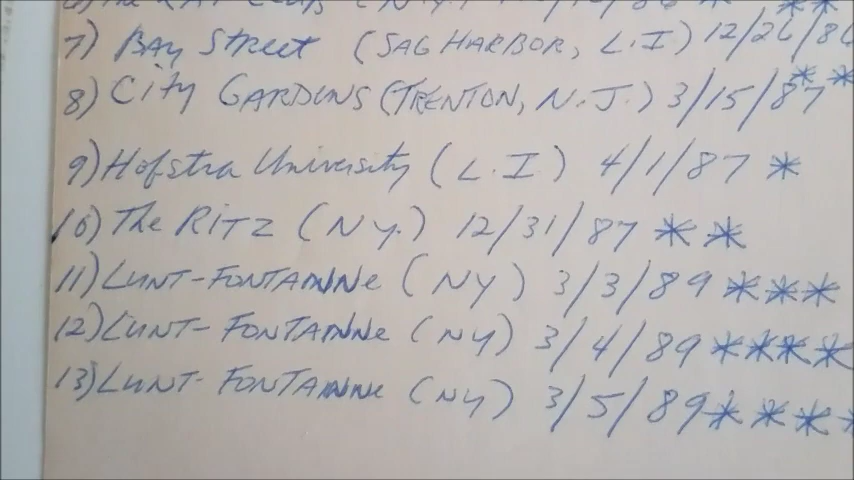 7) BAY STREET (SAG HARBOR, L.I) 12/26/86
* *
8) City GARDENS (TRENTON, N.J.) 3/15/87
9) Hofstra University (L.I.) 4/1/87 *
10) The RITZ (NY.) 12/31/87 * *
11) LUNT-FONTANNE (NY) 3/3/89 * * *
12) LUNT-FONTANNE (NY) 3/4/89 * * * *
13) LUNT-FONTANNE (NY) 3/5/89 * * * *